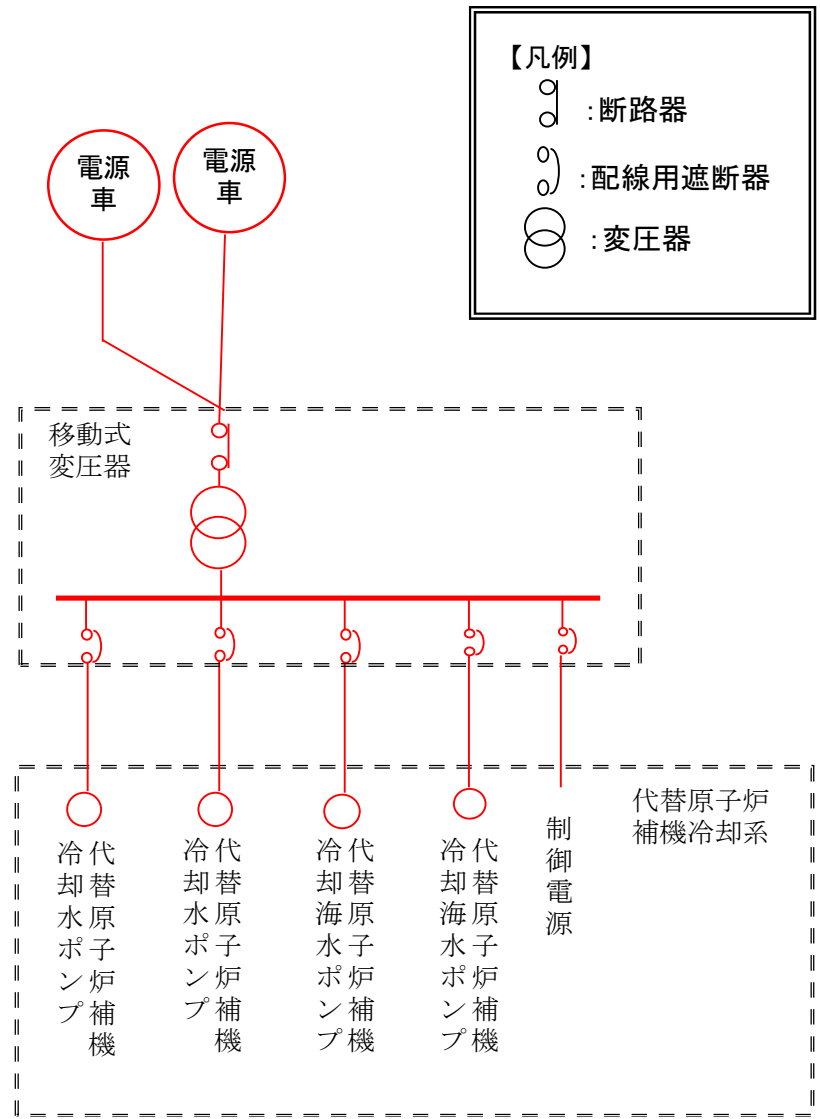 【凡例】
:断路器
:配線用遮断器
:変圧器
電源
車
電源
車
移動式
変圧器
代替原子炉
補機冷却系
代替原子炉補機
冷却水ポンプ
代替原子炉補機
冷却水ポンプ
代替原子炉補機
冷却海水ポンプ
代替原子炉補機
冷却海水ポンプ
制御電源